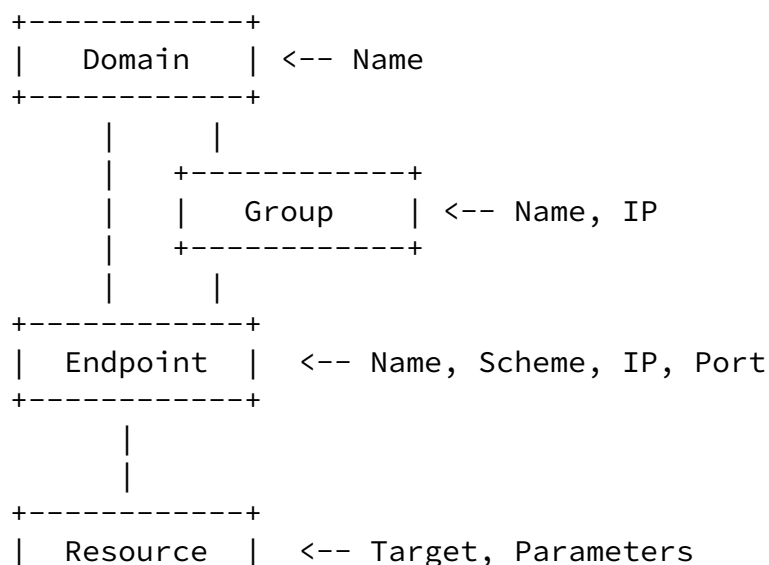 +------------+
|   Domain   | <-- Name
+------------+
     |      |
     |   +------------+
     |   |   Group    | <-- Name, IP
     |   +------------+
     |      |
+------------+
|  Endpoint  |  <-- Name, Scheme, IP, Port
+------------+
      |
      |
+------------+
|  Resource  |  <-- Target, Parameters